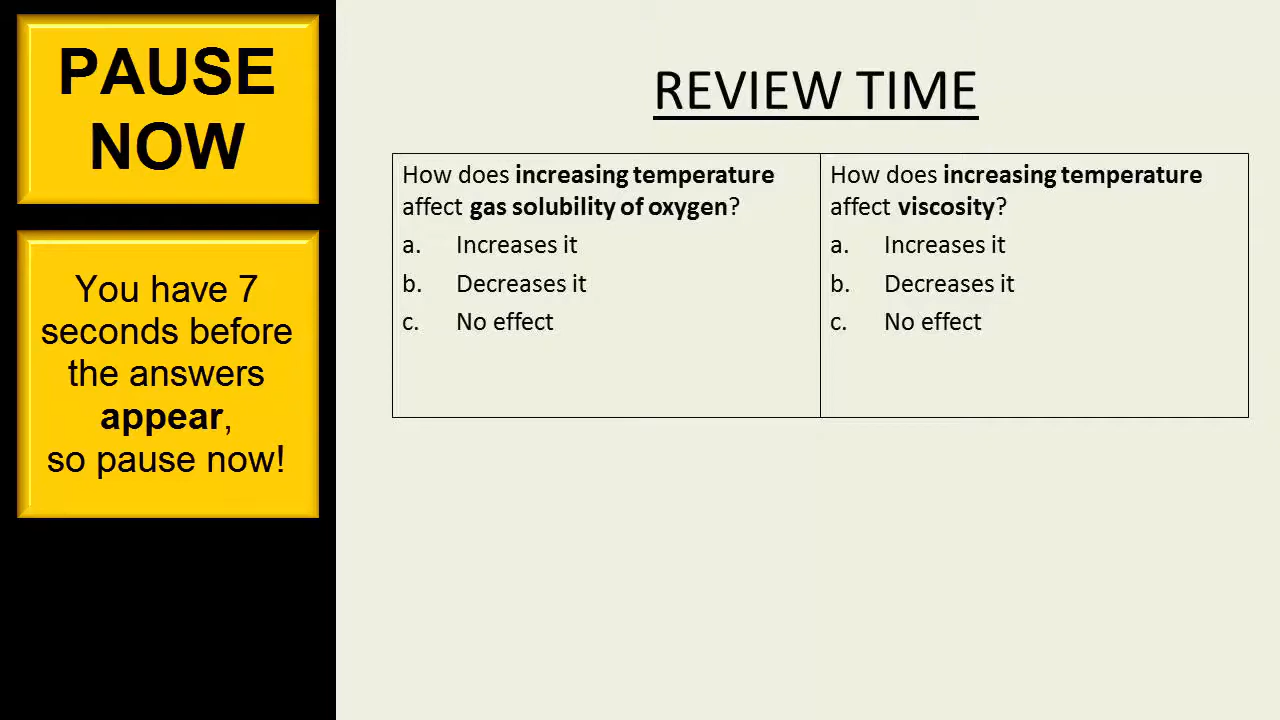 PAUSE
NOW
You have 7
seconds before
the answers
appear,
so pause now!
REVIEW TIME
How does increasing temperature
affect gas solubility of oxygen?
a. Increases it
b. Decreases it
c. No effect
How does increasing temperature
affect viscosity?
a. Increases it
b. Decreases it
c. No effect